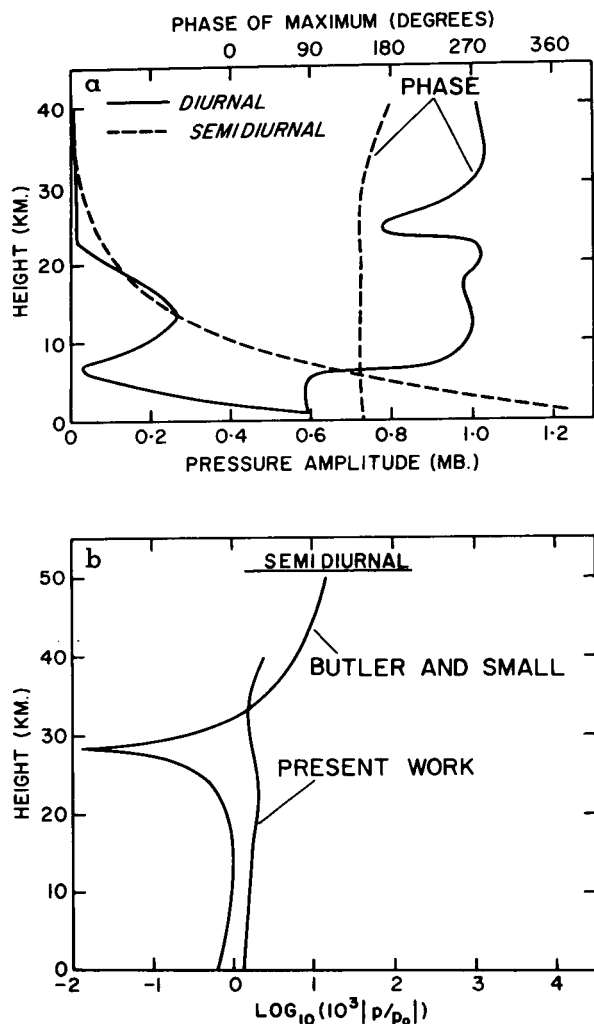 PHASE OF MAXIMUM (DEGREES)
0 90 180 270 360
a
DIURNAL
SEMIDIURNAL
PHASE
40
30
20
10
0
HEIGHT (KM.)
0 0·2 0·4 0·6 0·8 1·0 1·2
PRESSURE AMPLITUDE (MB.)
b
SEMIDIURNAL
50
40
30
20
10
0
HEIGHT (KM.)
BUTLER AND SMALL
PRESENT WORK
-2 -1 0 1 2 3 4
LOG10 (10³|p/p₀|)